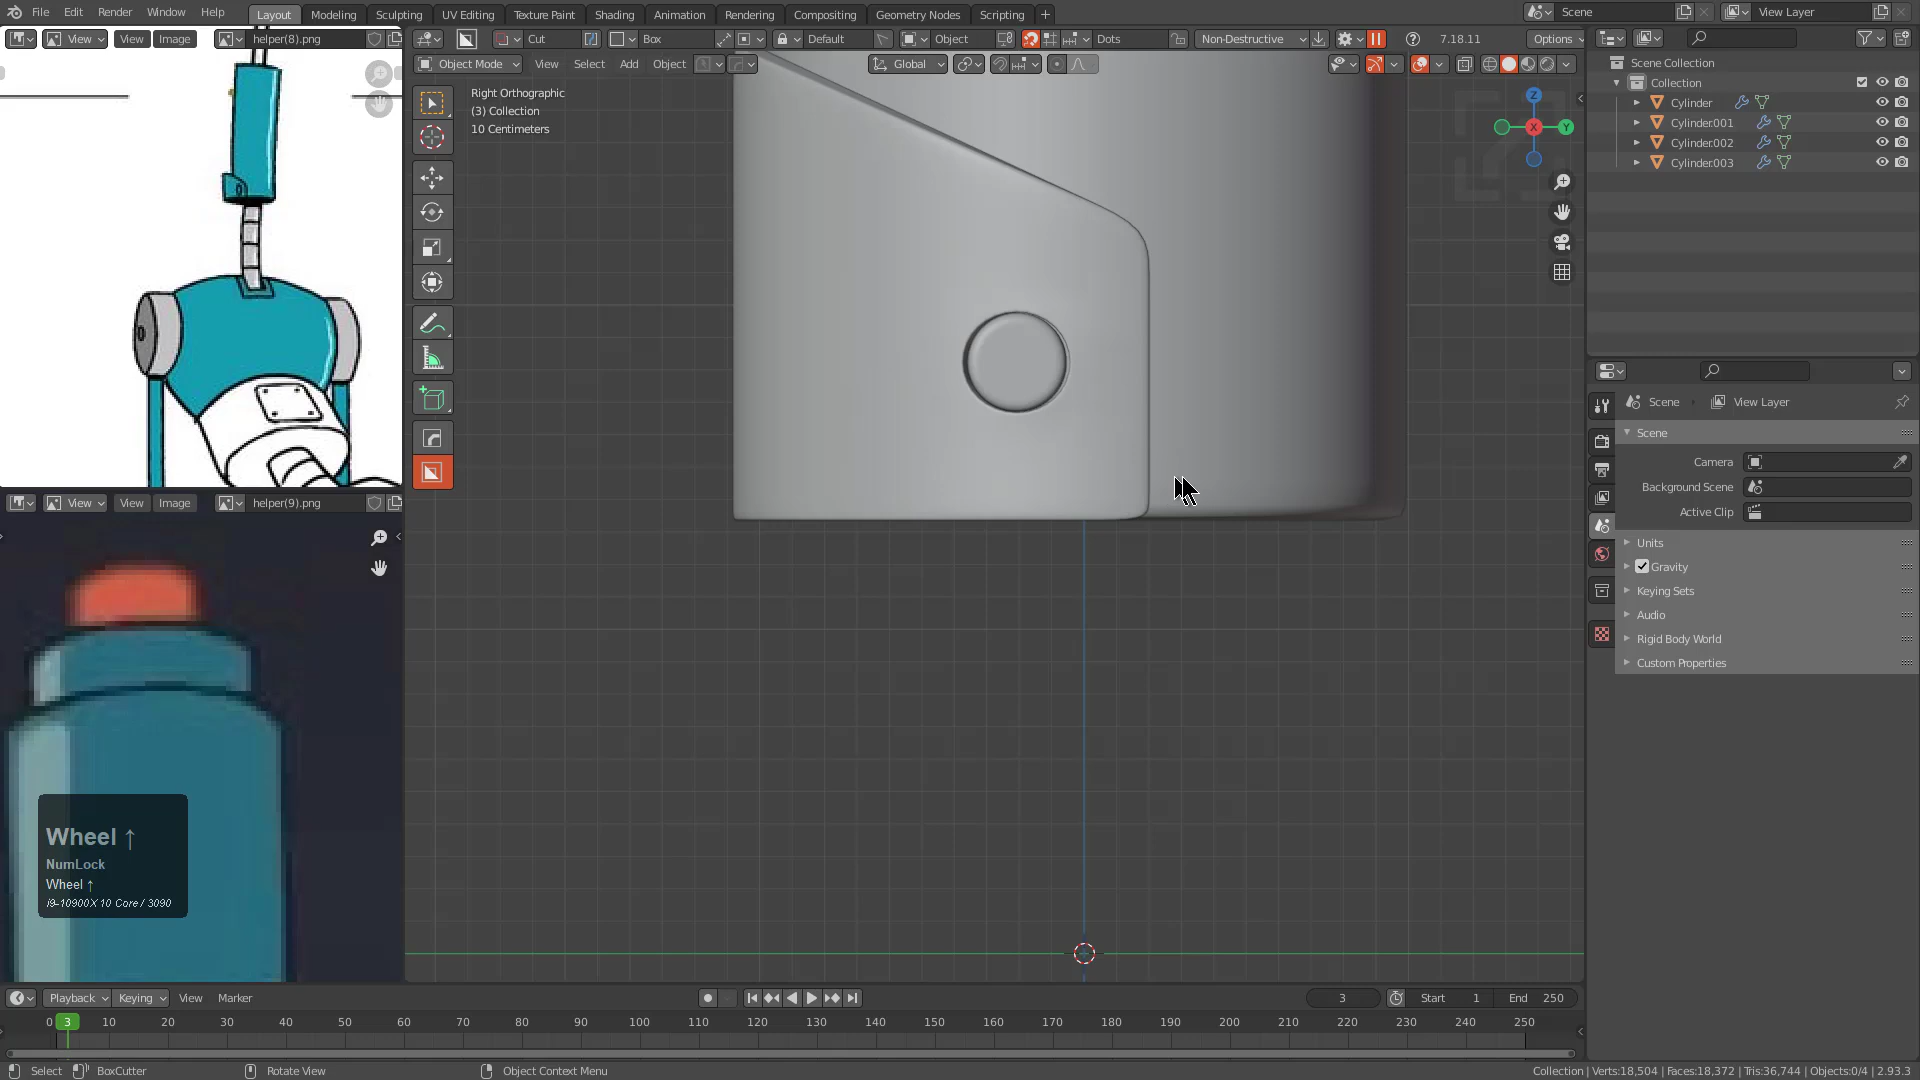 File Edit Render Window Help Layout Modeling Sculpting UV Editing Texture Paint Shading Animation Rendering Compositing Geometry Nodes Scripting + Scene View Layer
View View Image helper(8).png Cut Box Default Object Dots Non-Destructive 7.18.11 Options
Object Mode View Select Add Object Global
Right Orthographic
(3) Collection
10 Centimeters
Z
X
Y
Scene Collection
Collection
Cylinder
Cylinder.001
Cylinder.002
Cylinder.003
Scene View Layer
Scene
Camera
Background Scene
Active Clip
Units
Gravity
Keying Sets
Audio
Rigid Body World
Custom Properties
View View Image helper(9).png
Wheel ↑
NumLock
Wheel ↑
i9-10900X 10 Core / 3090
Playback Keying View Marker 3 Start 1 End 250
0 3 10 20 30 40 50 60 70 80 90 100 110 120 130 140 150 160 170 180 190 200 210 220 230 240 250
Select BoxCutter Rotate View Object Context Menu Collection | Verts:18,504 | Faces:18,372 | Tris:36,744 | Objects:0/4 | 2.93.3